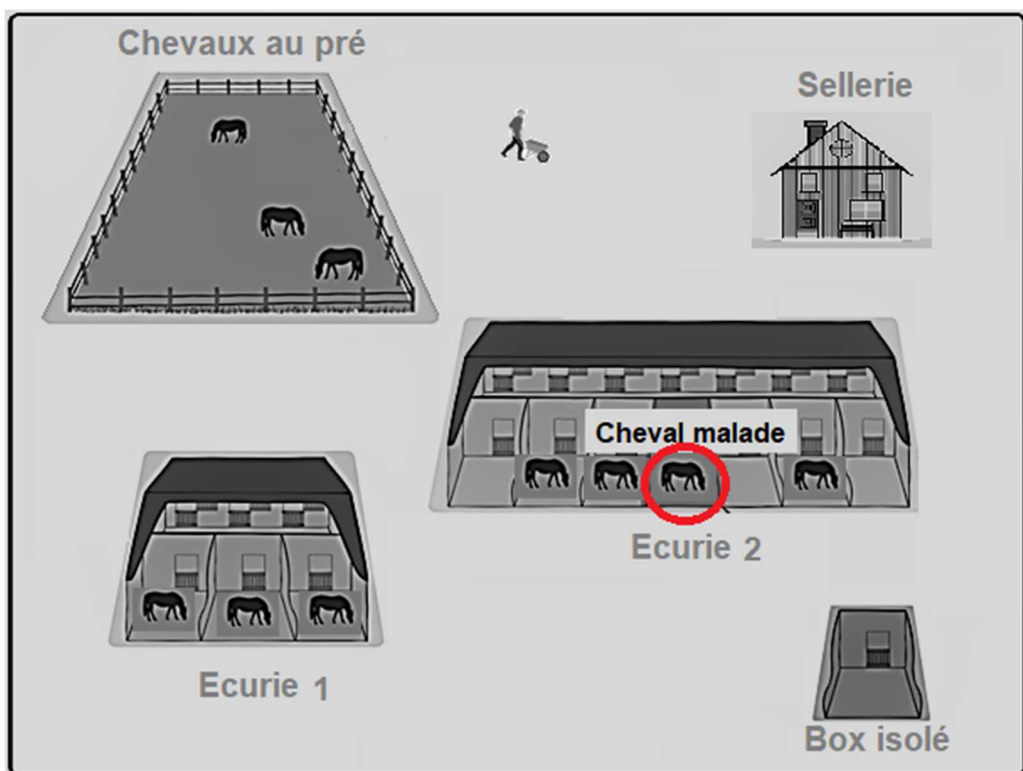 Chevaux au pré
Sellerie
Cheval malade
Ecurie 2
Ecurie 1
Box isolé